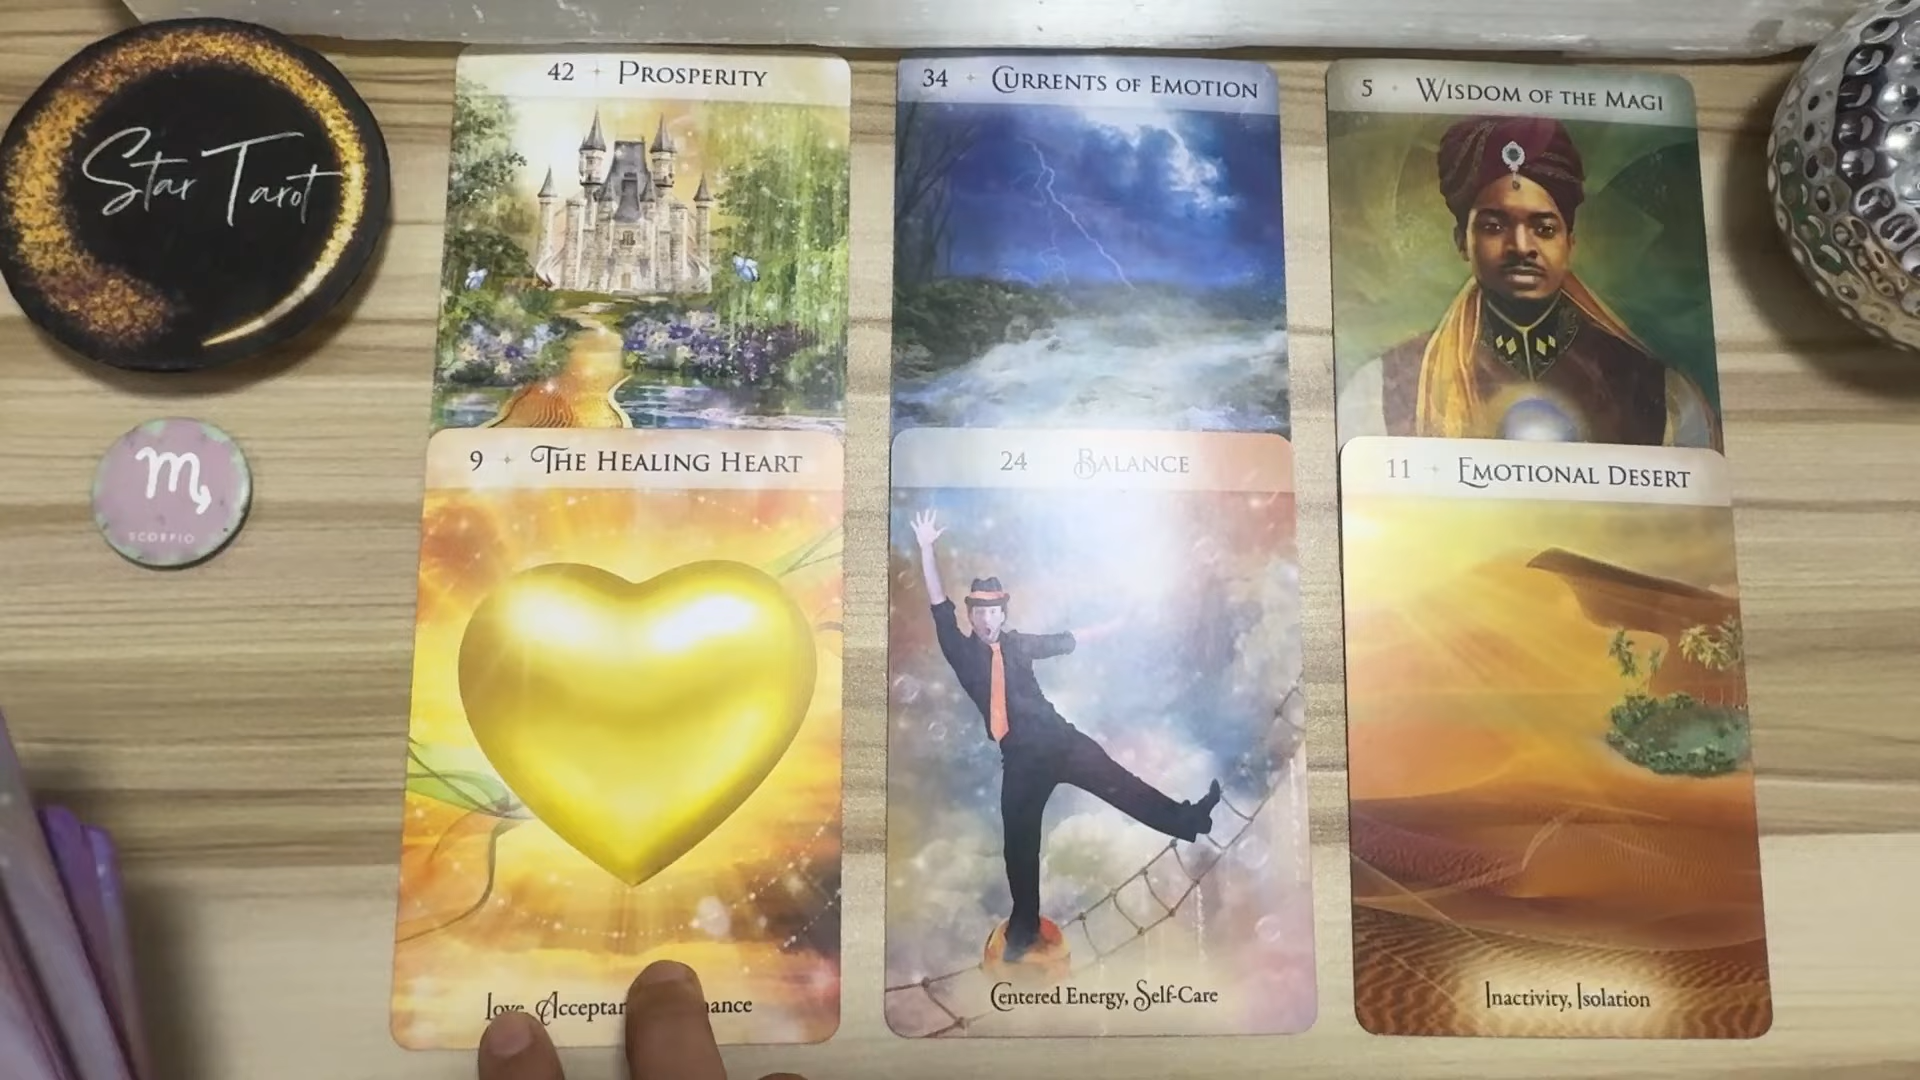 Star Tarot
42 PROSPERITY
34 CURRENTS OF EMOTION
5 WISDOM OF THE MAGI
SCORPIO
9 THE HEALING HEART
24 BALANCE
11 EMOTIONAL DESERT
Love,
Centered Energy, Self-Care
Inactivity, Isolation